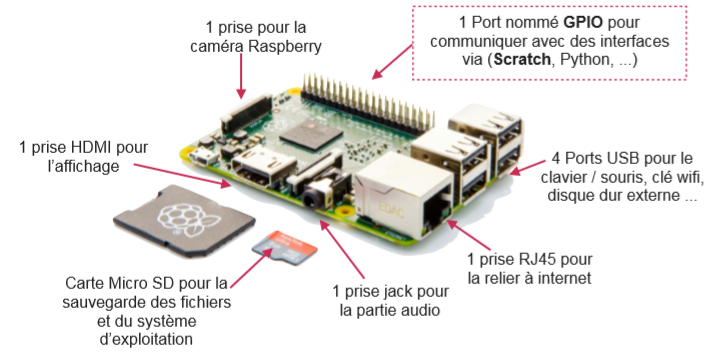 1 prise pour la
caméra Raspberry
1 Port nommé GPIO pour
communiquer avec des interfaces
via (Scratch, Python, ...)
1 prise HDMI pour
l'affichage
4 Ports USB pour le
clavier / souris, clé wifi,
disque dur externe ...
EDAC
1 prise RJ45 pour
la relier à internet
Carte Micro SD pour la
sauvegarde des fichiers
et du système
d'exploitation
1 prise jack pour
la partie audio